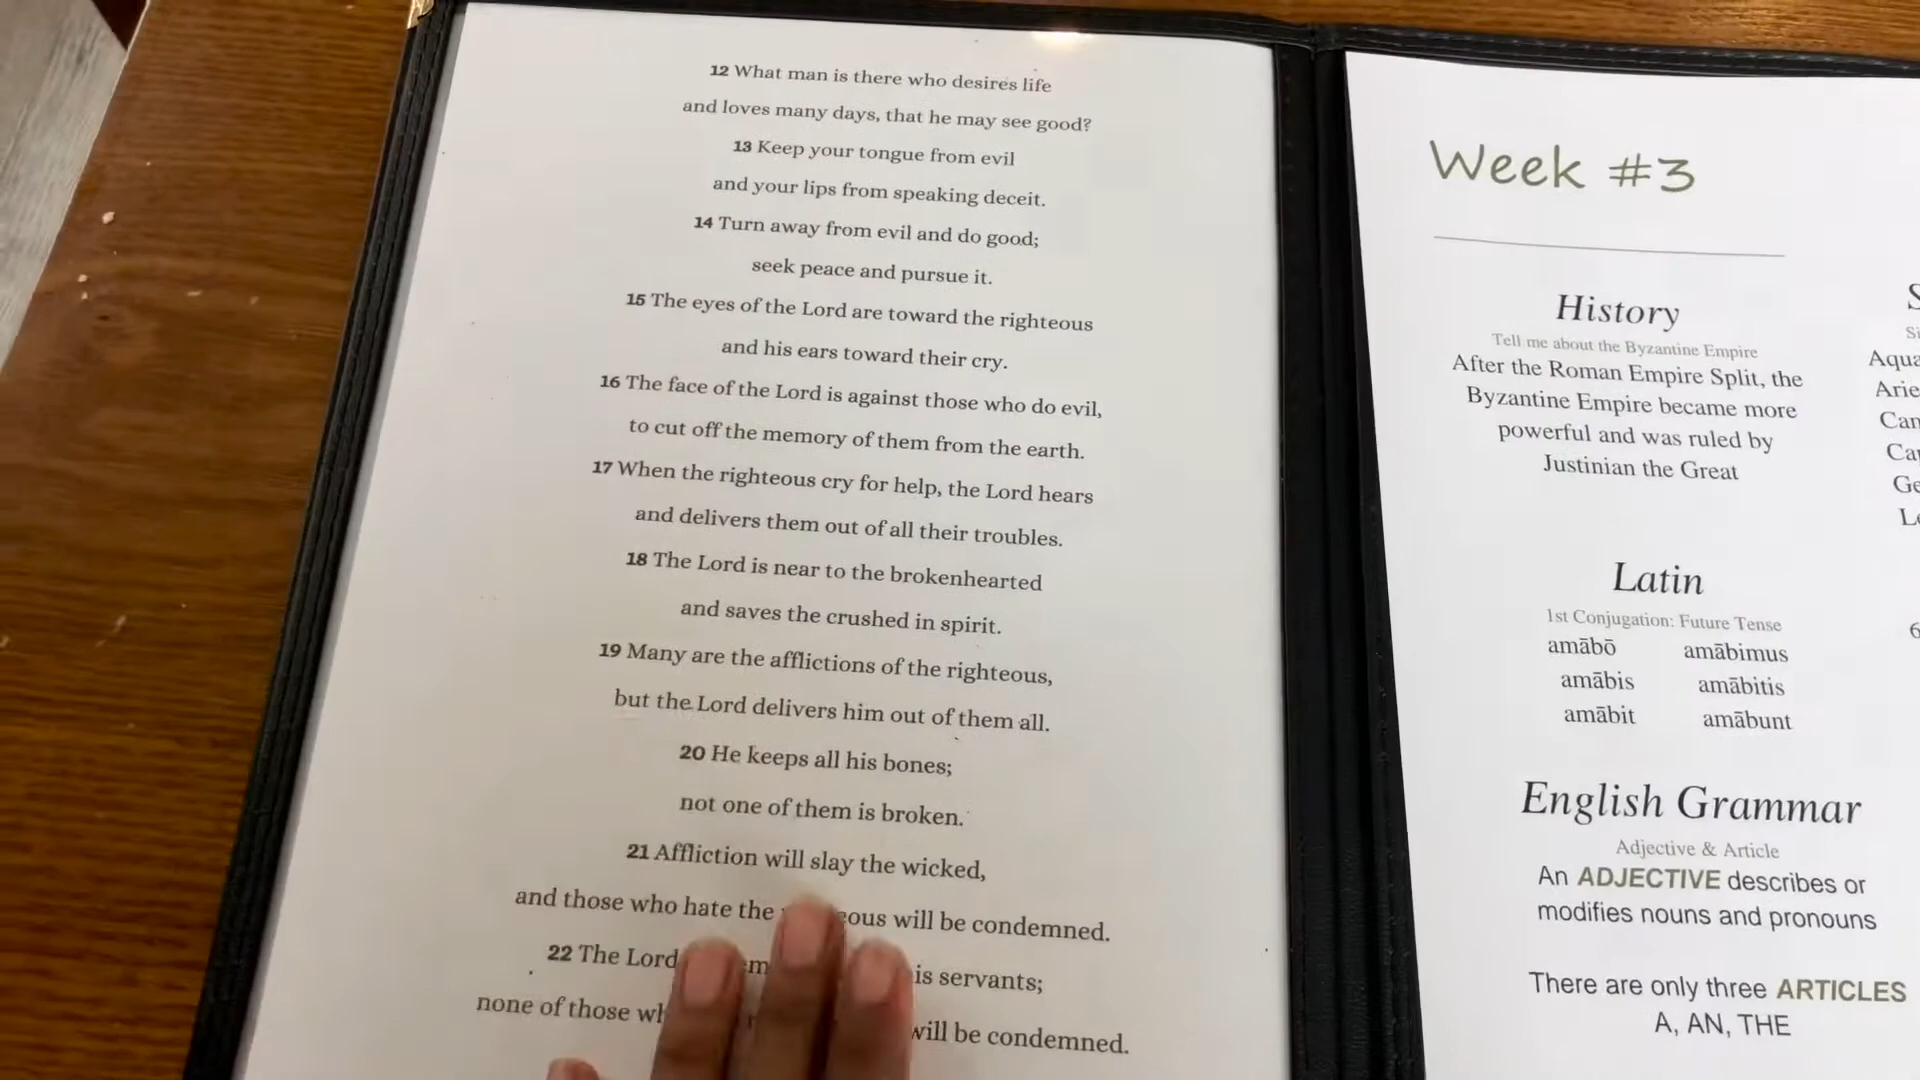 12 What man is there who desires life
and loves many days, that he may see good?
13 Keep your tongue from evil
and your lips from speaking deceit.
14 Turn away from evil and do good;
seek peace and pursue it.
15 The eyes of the Lord are toward the righteous
and his ears toward their cry.
16 The face of the Lord is against those who do evil,
to cut off the memory of them from the earth.
17 When the righteous cry for help, the Lord hears
and delivers them out of all their troubles.
18 The Lord is near to the brokenhearted
and saves the crushed in spirit.
19 Many are the afflictions of the righteous,
but the Lord delivers him out of them all.
20 He keeps all his bones;
not one of them is broken.
21 Affliction will slay the wicked,
and those who hate the will be condemned.
22 The Lord servants;
none of those will be condemned.
Week #3
History
Tell me about the Byzantine Empire
After the Roman Empire Split, the
Byzantine Empire became more
powerful and was ruled by
Justinian the Great
Latin
1st Conjugation: Future Tense
amābō amābimus
amābis amābitis
amābit amābunt
English Grammar
Adjective & Article
An ADJECTIVE describes or
modifies nouns and pronouns
There are only three ARTICLES
A, AN, THE